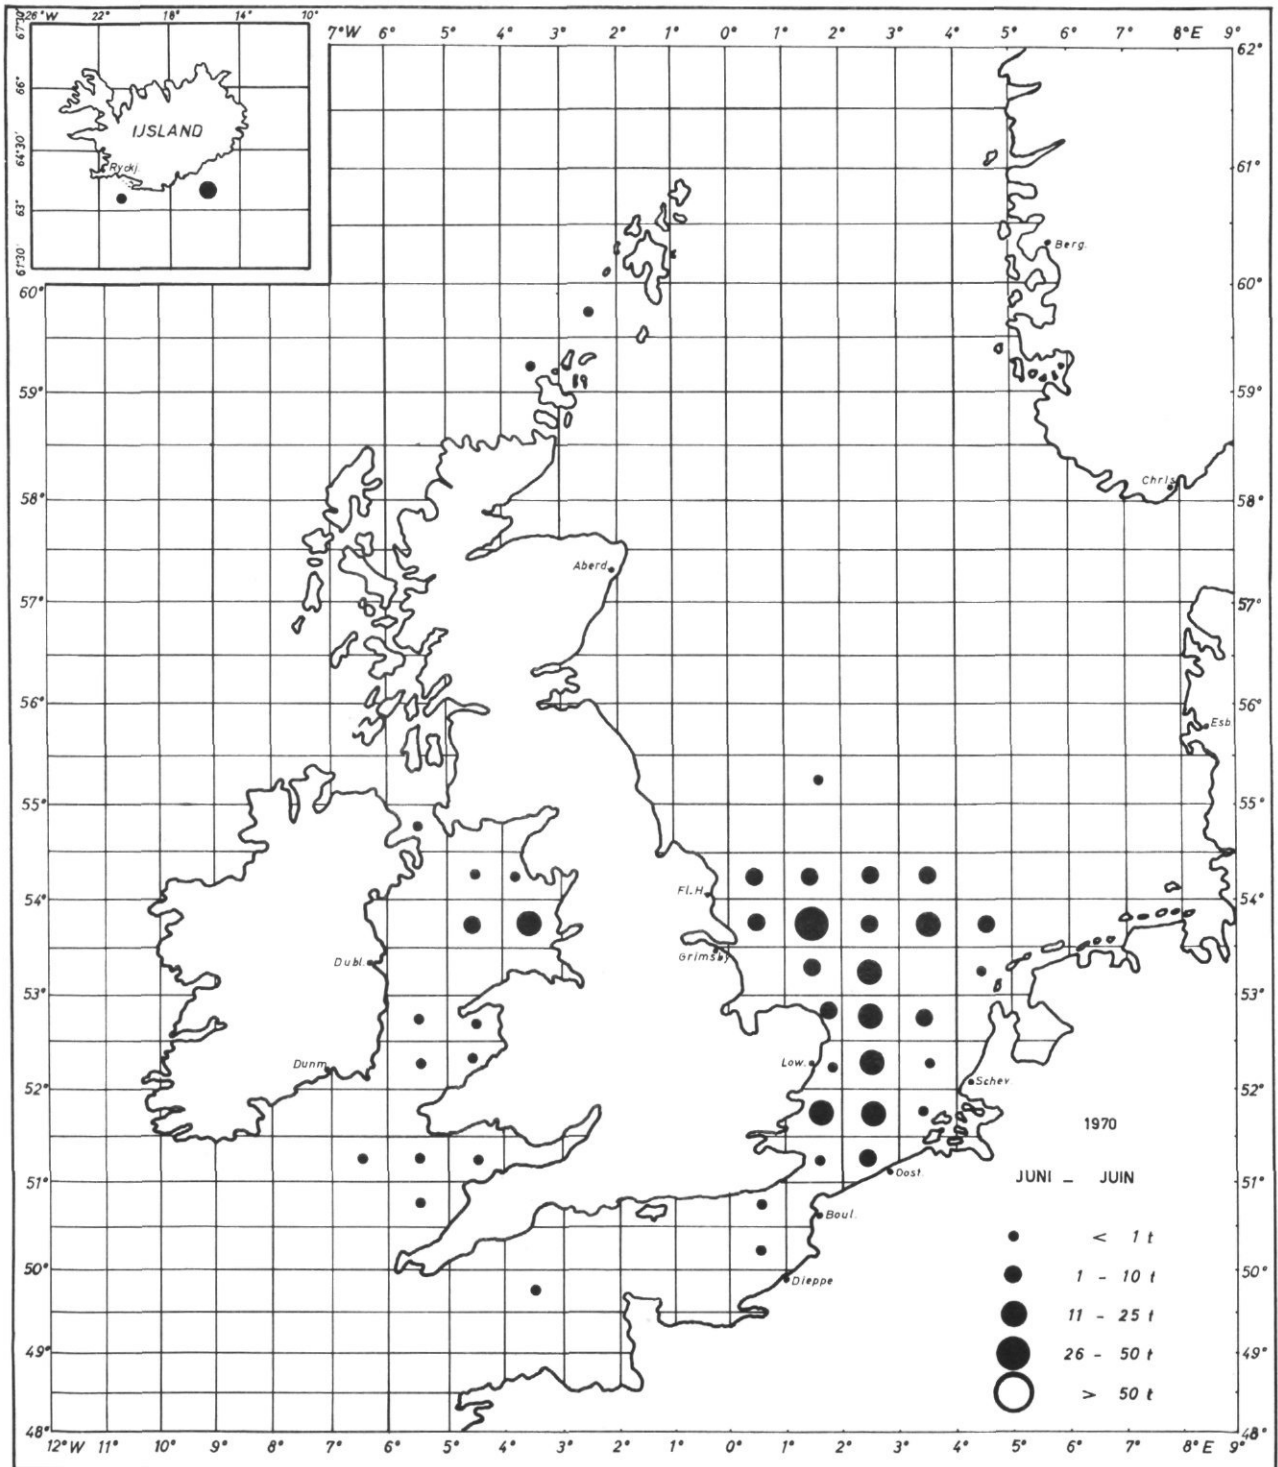 26°W 22° 18° 14° 10°
67°30'
66°
64°30'
63°
61°30'
IJSLAND
Ryckj.
7°W 6° 5° 4° 3° 2° 1° 0° 1° 2° 3° 4° 5° 6° 7° 8°E 9°
62°
61°
Berg.
60° 60°
59° 59°
Chris
58° 58°
Aberd.
57° 57°
56° 56°
Esb.
55° 55°
54° 54°
Fl.H.
Grimsby
Dubl.
53° 53°
Dunm.
Low.
52° 52°
Schev.
1970
51° 51°
Oost.
JUNI - JUIN
Boul.
< 1 t
50° 50°
Dieppe
1 - 10 t
11 - 25 t
49° 49°
26 - 50 t
> 50 t
48° 48°
12°W 11° 10° 9° 8° 7° 6° 5° 4° 3° 2° 1° 0° 1° 2° 3° 4° 5° 6° 7° 8°E 9°